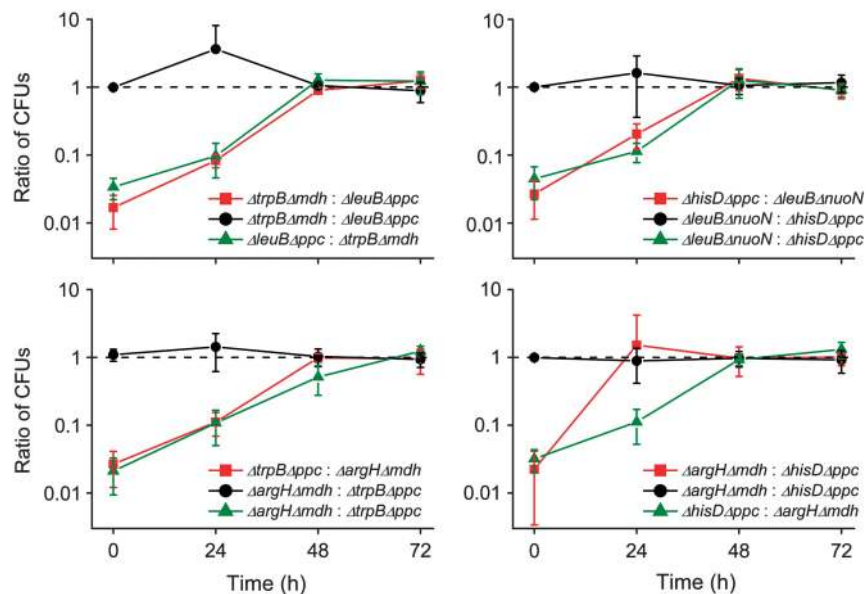 Ratio of CFUs
10
1
0.1
0.01
ΔtrpBΔmdh : ΔleuBΔppc
ΔtrpBΔmdh : ΔleuBΔppc
ΔleuBΔppc : ΔtrpBΔmdh
10
1
0.1
0.01
ΔhisDΔppc : ΔleuBΔnuoN
ΔleuBΔnuoN : ΔhisDΔppc
ΔleuBΔnuoN : ΔhisDΔppc
Ratio of CFUs
10
1
0.1
0.01
ΔtrpBΔppc : ΔargHΔmdh
ΔargHΔmdh : ΔtrpBΔppc
ΔargHΔmdh : ΔtrpBΔppc
0 24 48 72
Time (h)
10
1
0.1
0.01
ΔargHΔmdh : ΔhisDΔppc
ΔargHΔmdh : ΔhisDΔppc
ΔhisDΔppc : ΔargHΔmdh
0 24 48 72
Time (h)